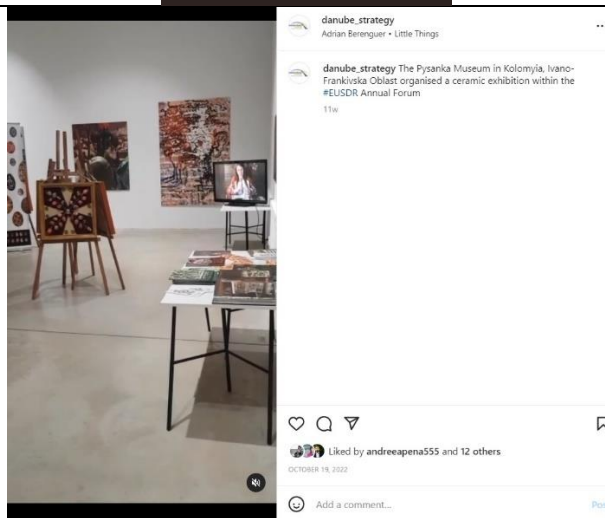 danube_strategy
Adrian Berenguer • Little Things
danube_strategy The Pysanka Museum in Kolomyia, Ivano-
Frankivska Oblast organised a ceramic exhibition within the
#EUSDR Annual Forum
11w
Liked by andreeapena555 and 12 others
OCTOBER 19, 2022
Add a comment...
Pos